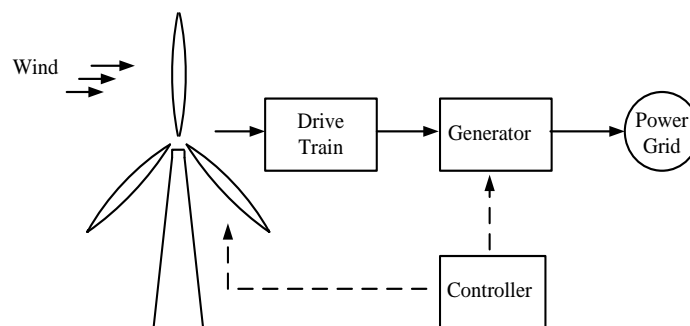 Wind
Drive
Train
Generator
Power
Grid
Controller